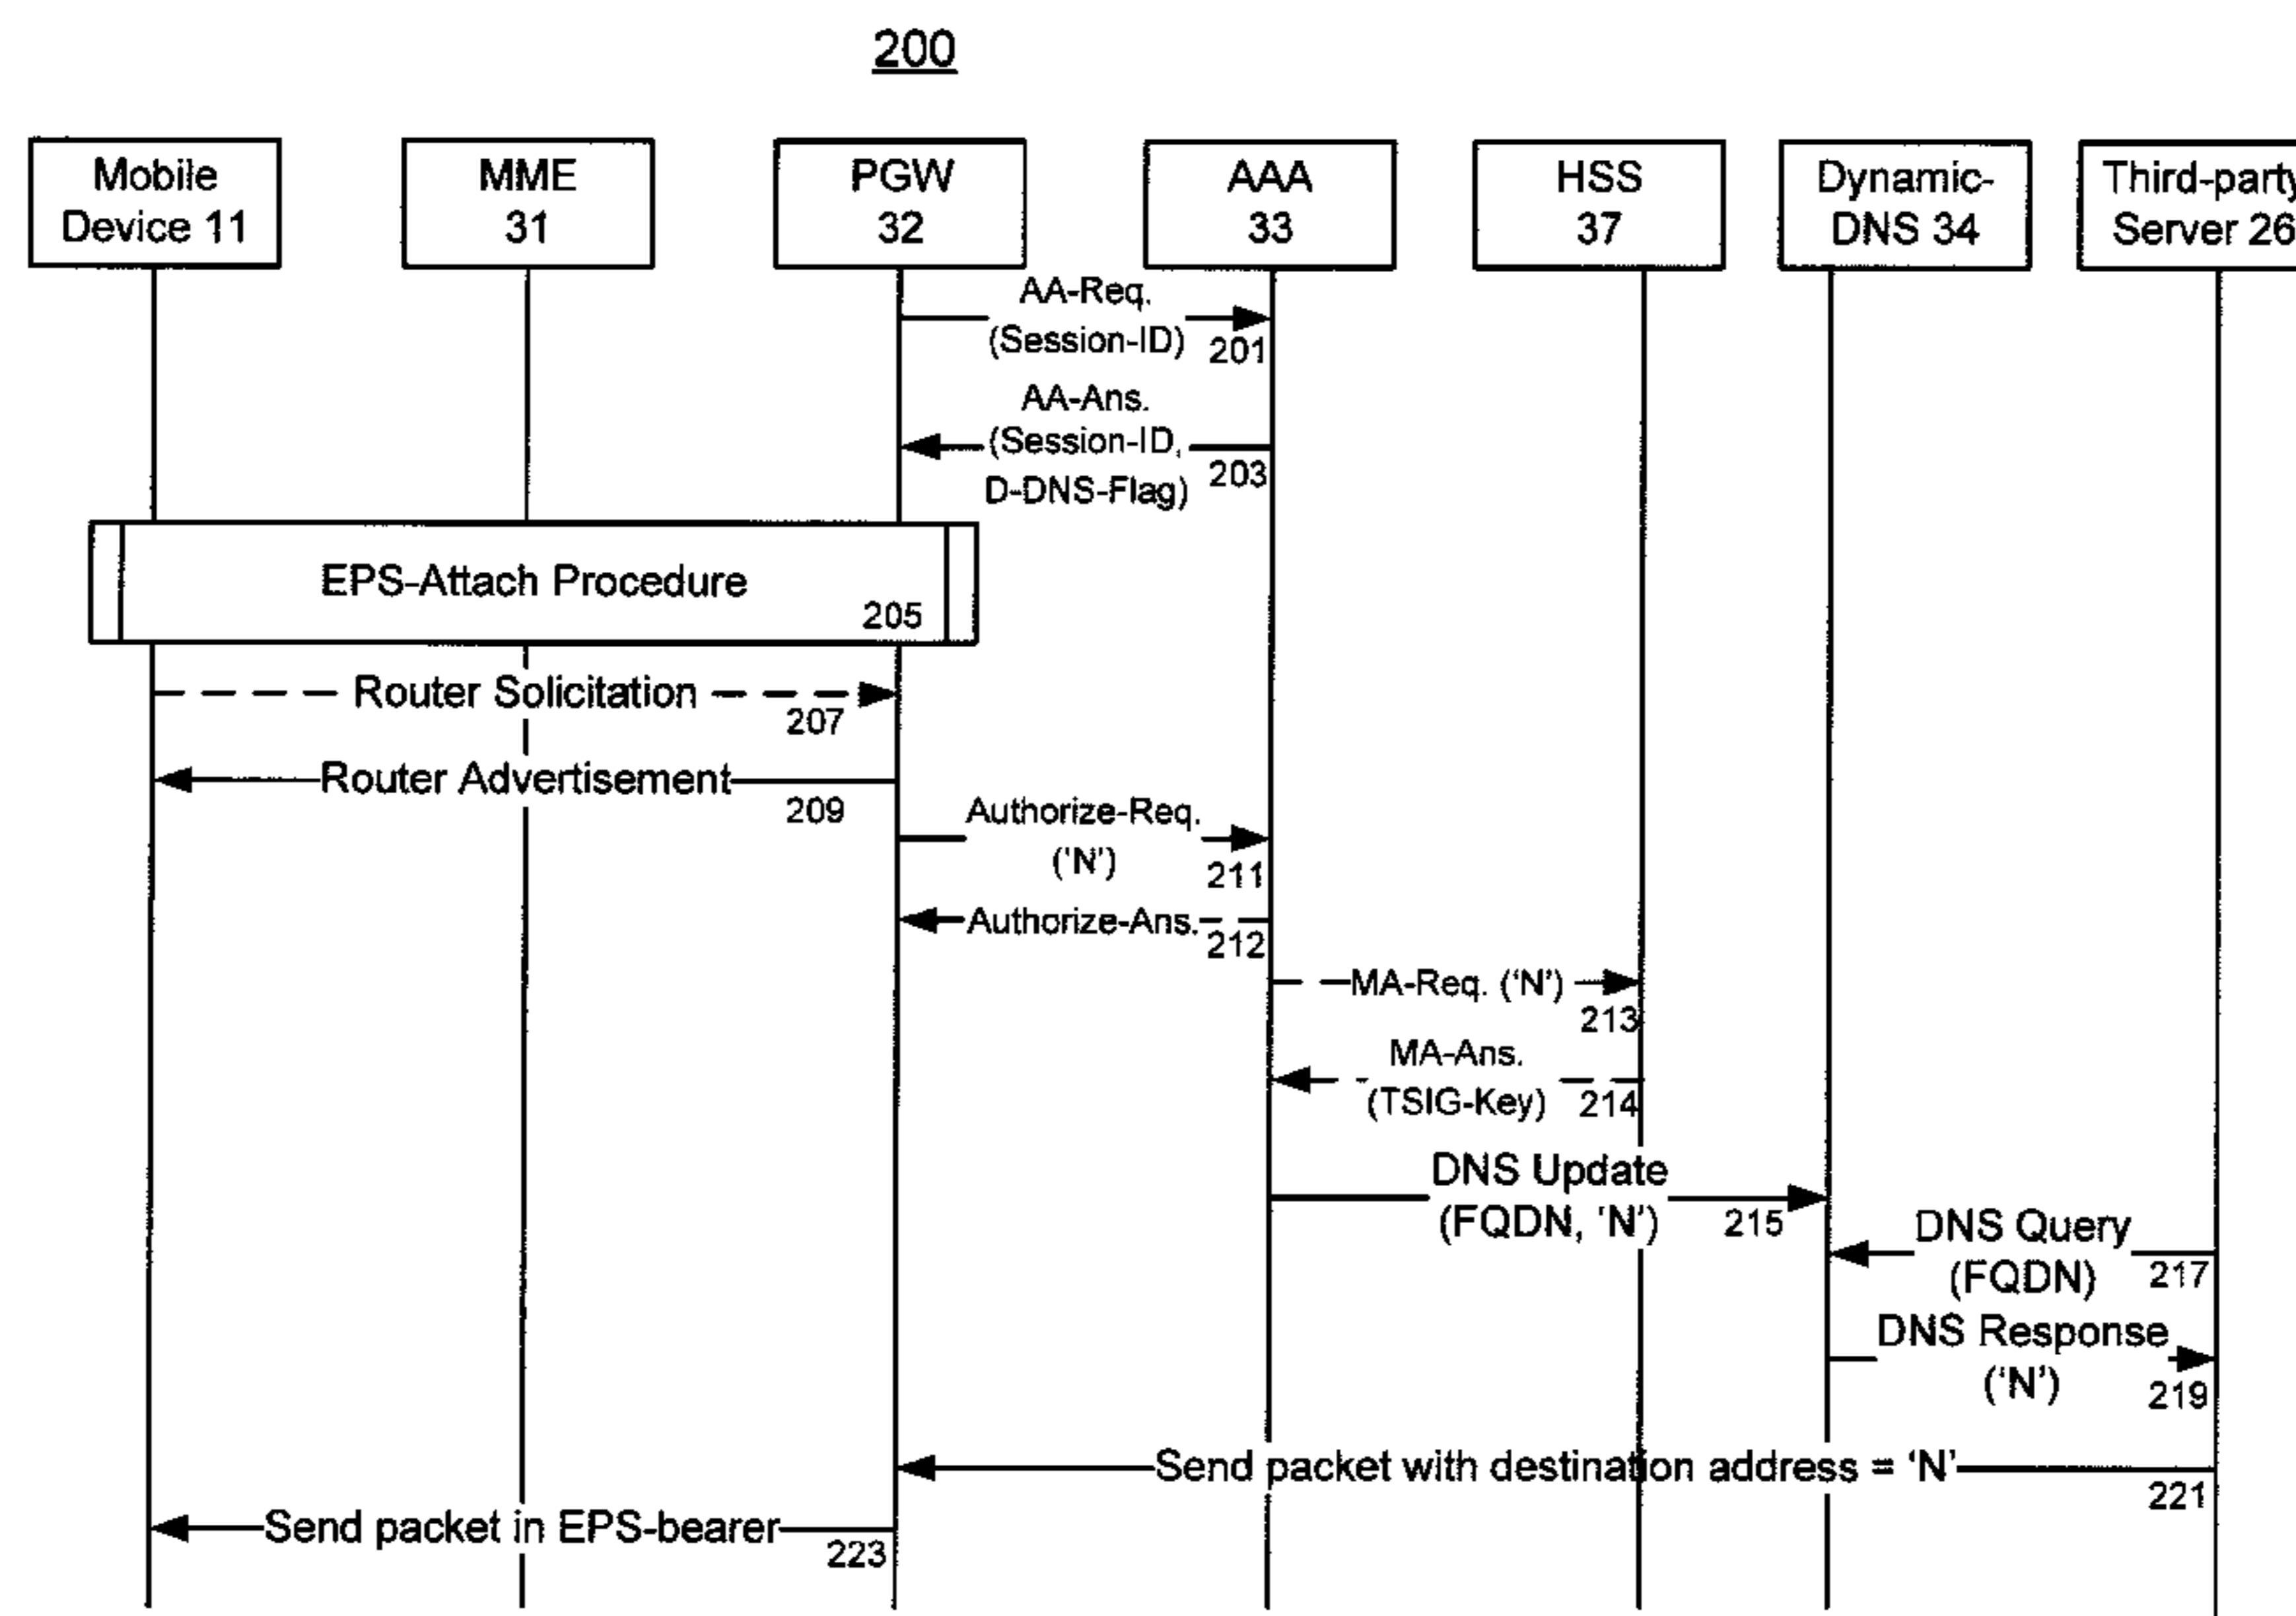 200
Mobile
Device 11
MME
31
PGW
32
AAA
33
HSS
37
Dynamic-
DNS 34
Third-party
Server 26
AA-Req.
(Session-ID)
201
AA-Ans.
(Session-ID,
D-DNS-Flag)
203
EPS-Attach Procedure
205
Router Solicitation
207
Router Advertisement
209
Authorize-Req.
('N')
211
Authorize-Ans.
212
MA-Req. ('N')
213
MA-Ans.
(TSIG-Key)
214
DNS Update
(FQDN, 'N')
215
DNS Query
(FQDN)
217
DNS Response
('N')
219
Send packet with destination address = 'N'
221
Send packet in EPS-bearer
223